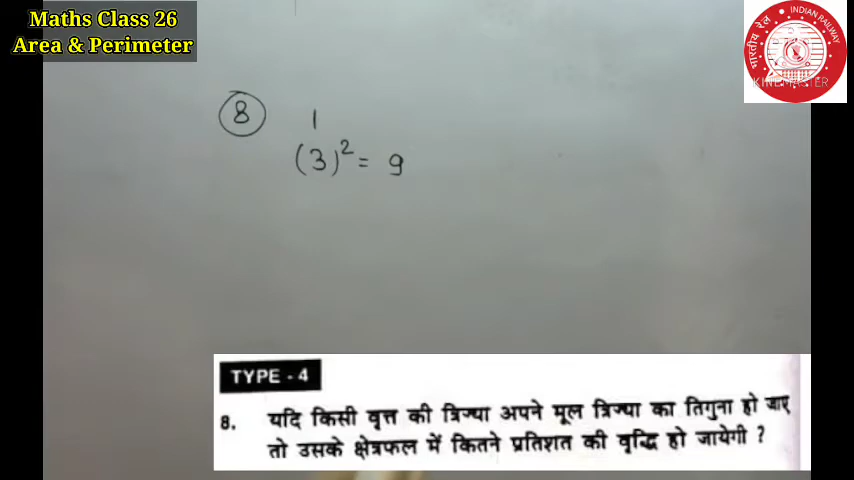 Maths Class 26
Area & Perimeter
भारतीय रेल
INDIAN RAILWAY
KINEMASTER
8 1
(3)² = 9
TYPE - 4
8. यदि किसी वृत्त की त्रिज्या अपने मूल त्रिज्या का तिगुना हो जाए
तो उसके क्षेत्रफल में कितने प्रतिशत की वृद्धि हो जायेगी ?